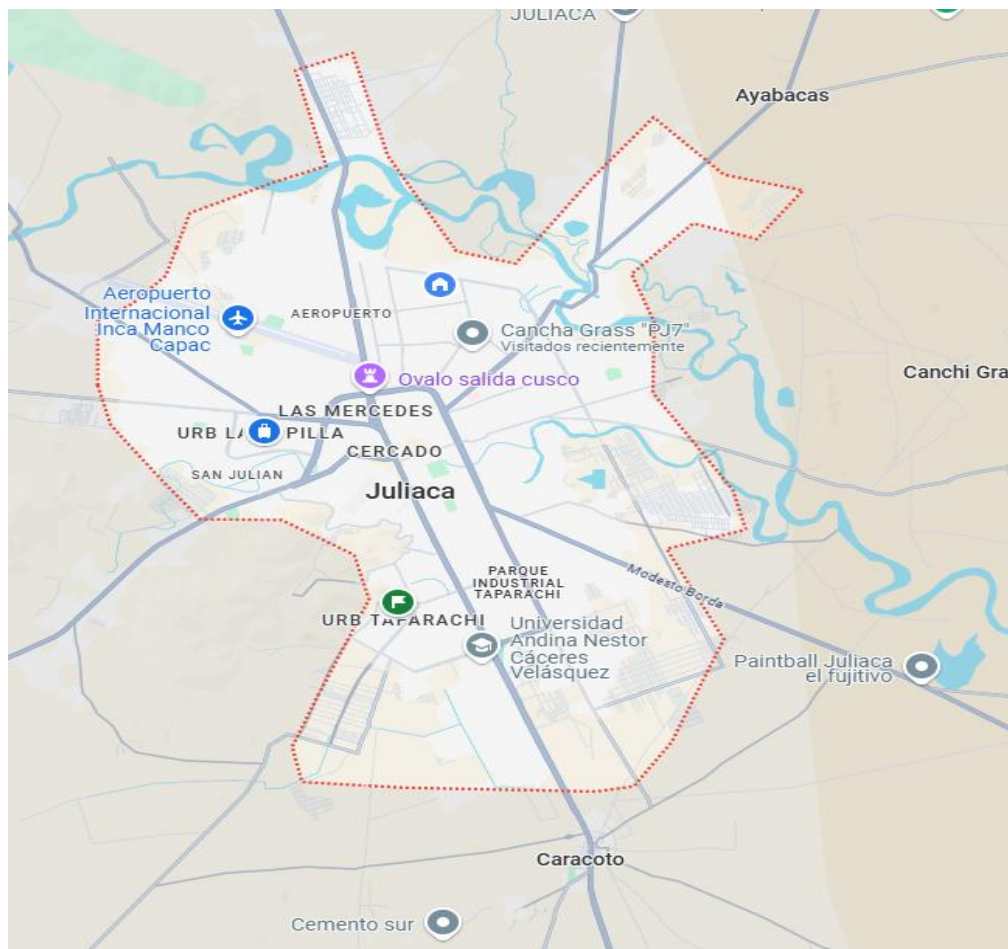 JULIACA
Ayabacas
Aeropuerto
Internacional
Inca Manco
Capac
AEROPUERTO
Cancha Grass "PJ7"
Visitados recientemente
Canchi Gra
Ovalo salida cusco
LAS MERCEDES
URB LA PILLA
CERCADO
SAN JULIAN
Juliaca
PARQUE
INDUSTRIAL
TAPARACHI
Modesto Borda
URB TAPARACHI
Universidad
Andina Nestor
Cáceres
Velásquez
Paintball Juliaca
el fujitivo
Caracoto
Cemento sur